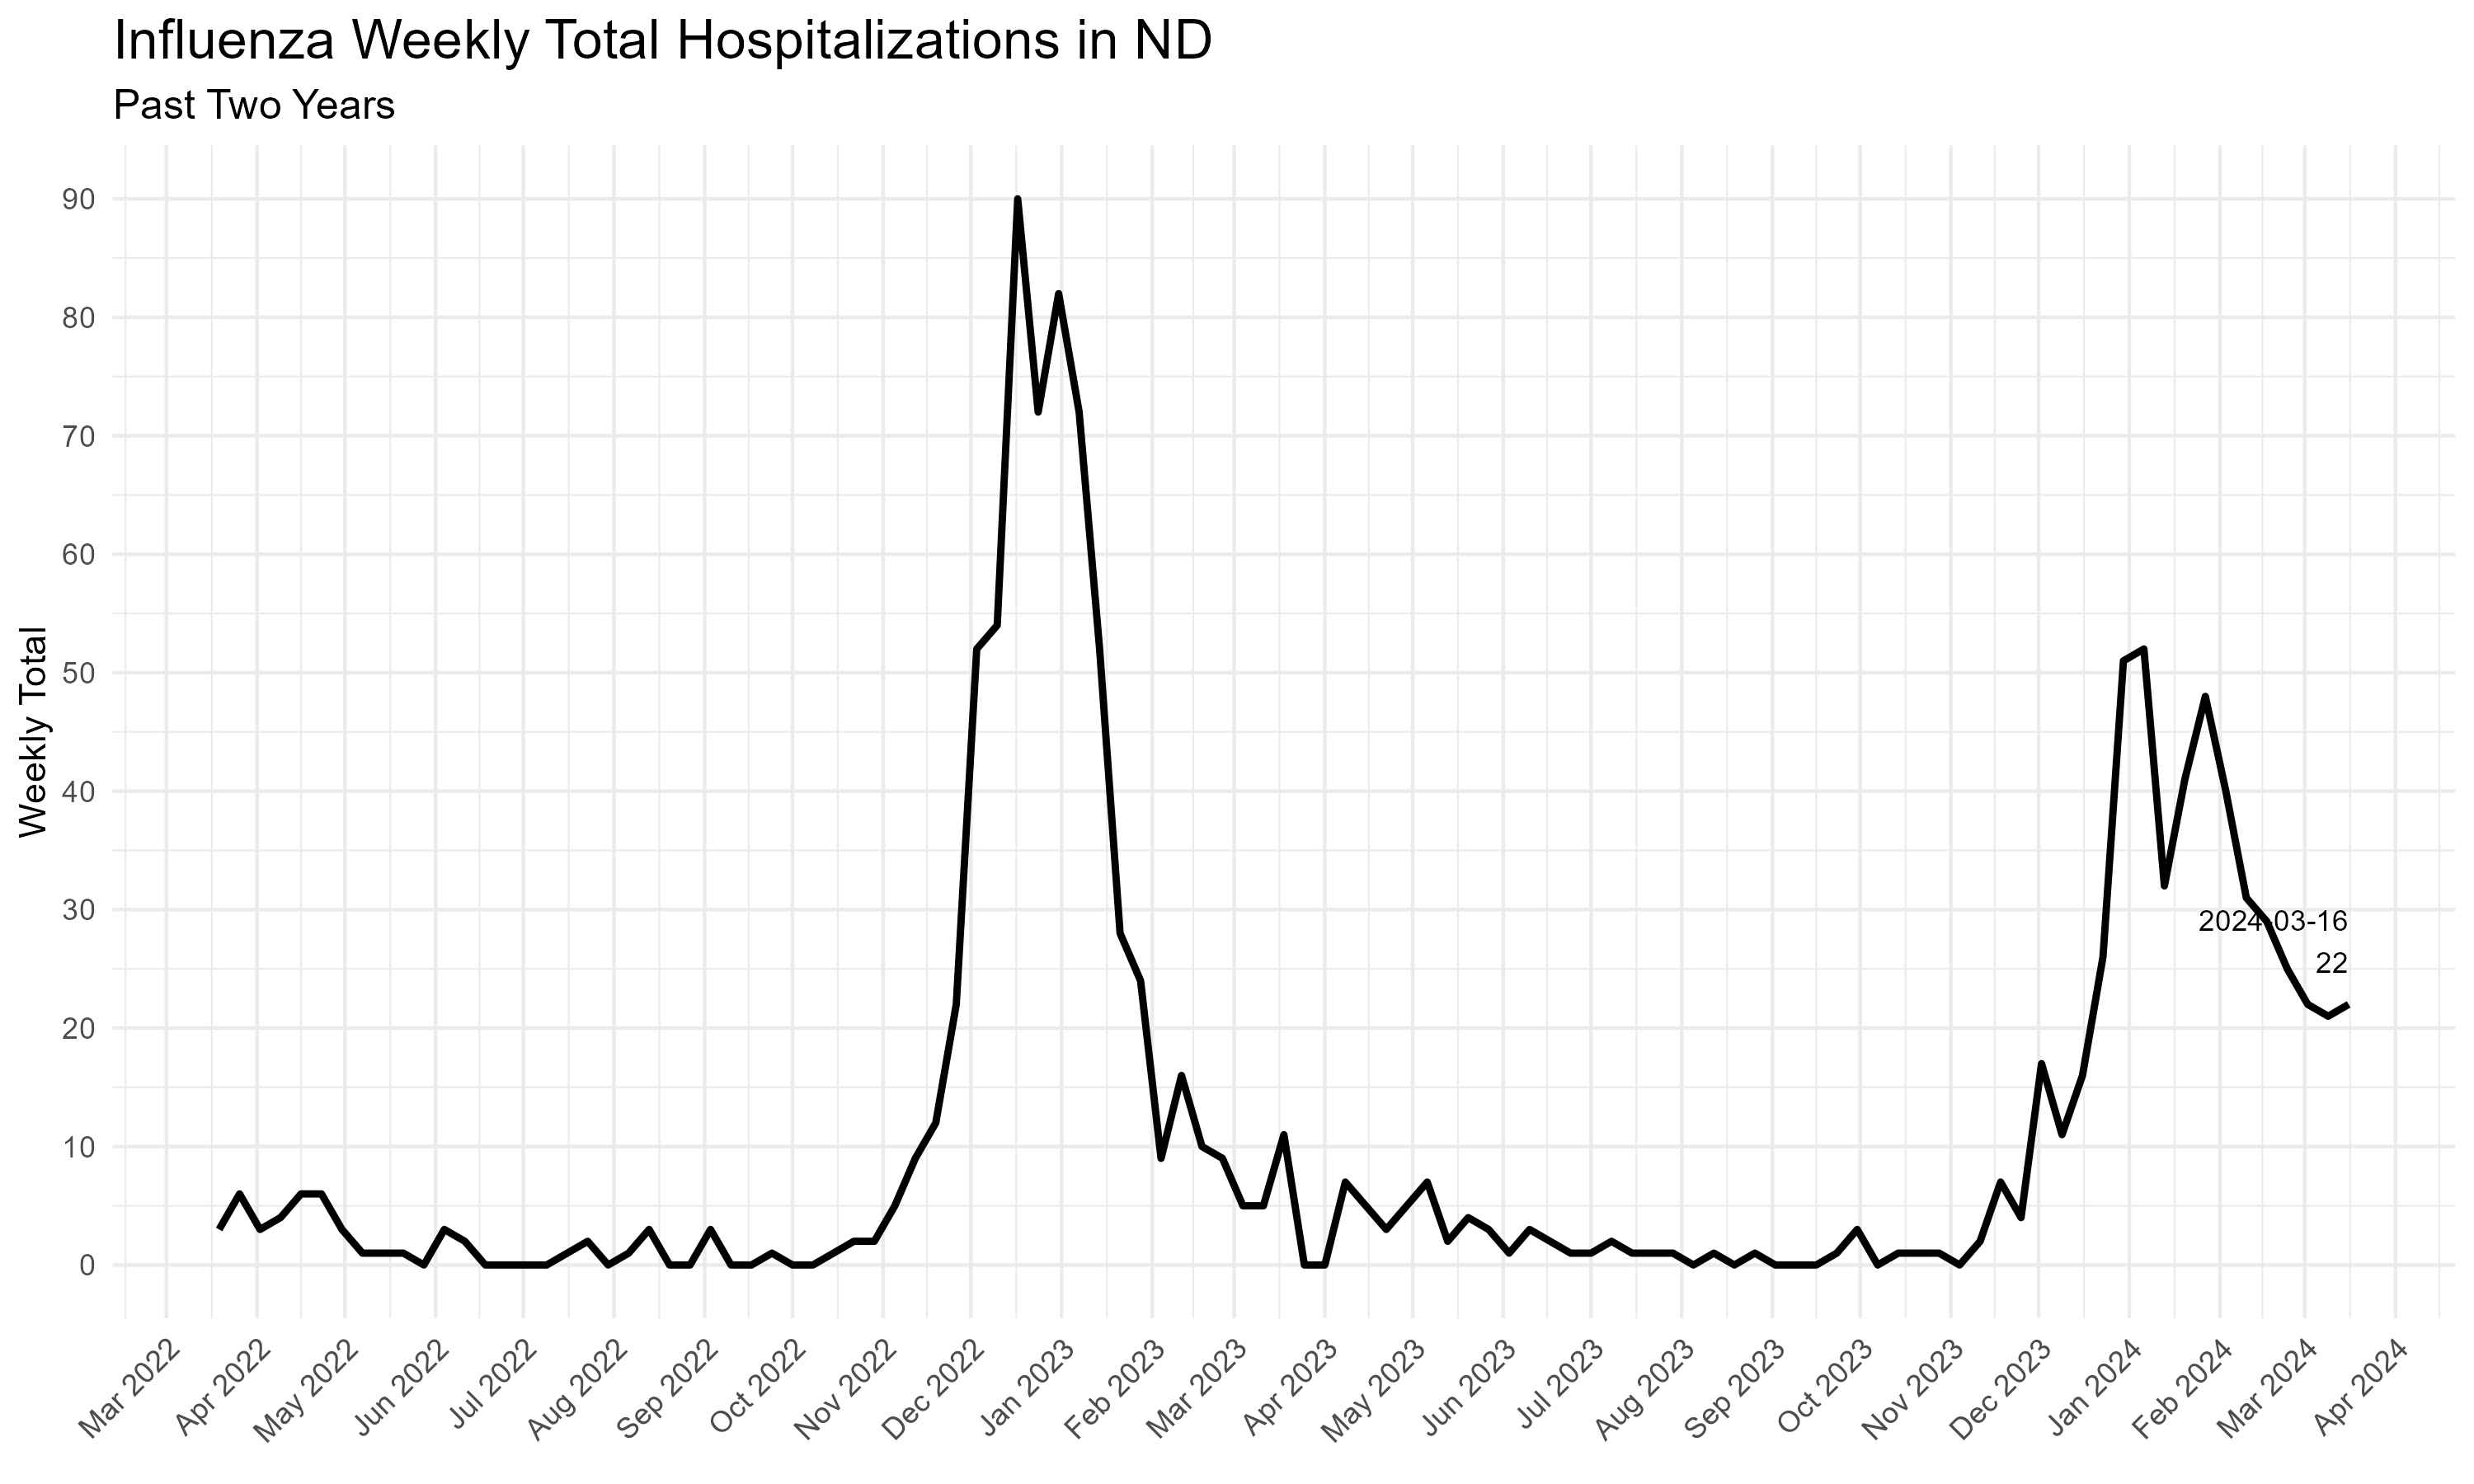 Influenza Weekly Total Hospitalizations in ND
Past Two Years
Weekly Total
90
80
70
60
50
40
30
20
10
0
2024-03-16
22
Mar 2022
Apr 2022
May 2022
Jun 2022
Jul 2022
Aug 2022
Sep 2022
Oct 2022
Nov 2022
Dec 2022
Jan 2023
Feb 2023
Mar 2023
Apr 2023
May 2023
Jun 2023
Jul 2023
Aug 2023
Sep 2023
Oct 2023
Nov 2023
Dec 2023
Jan 2024
Feb 2024
Mar 2024
Apr 2024